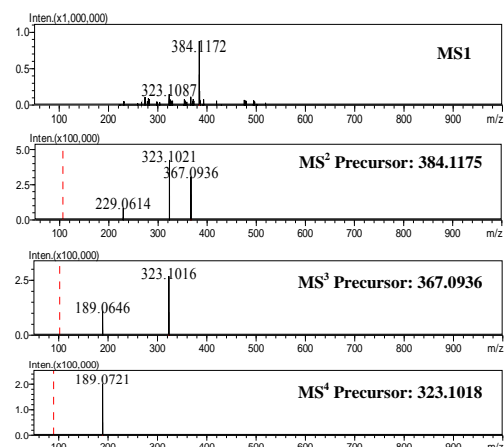 Inten.(x1,000,000)
1.0
384.1172
MS1
0.5
323.1087
0.0
100 200 300 400 500 600 700 800 900 m/z
Inten.(x100,000)
5.0
323.1021
MS² Precursor: 384.1175
367.0936
2.5
229.0614
0.0
100 200 300 400 500 600 700 800 900 m/z
Inten.(x100,000)
323.1016
MS³ Precursor: 367.0936
2.5
189.0646
0.0
100 200 300 400 500 600 700 800 900 m/z
Inten.(x100,000)
189.0721
2.0
MS⁴ Precursor: 323.1018
1.0
0.0
100 200 300 400 500 600 700 800 900 m/z